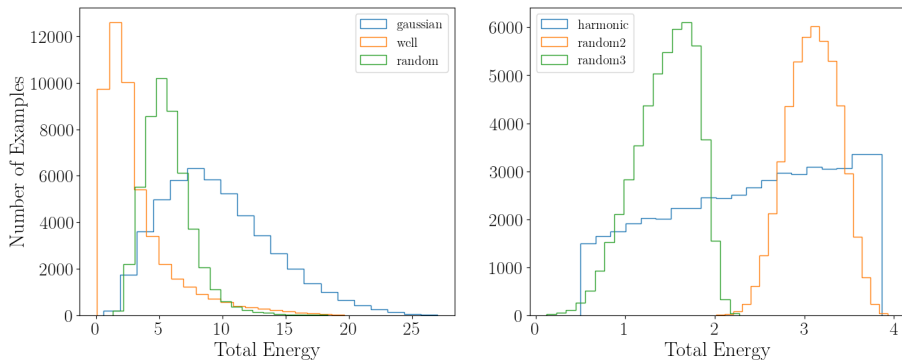 12000
10000
8000
6000
4000
2000
0
Number of Examples
0 5 10 15 20 25
Total Energy
gaussian
well
random
6000
5000
4000
3000
2000
1000
0
0 1 2 3 4
Total Energy
harmonic
random2
random3